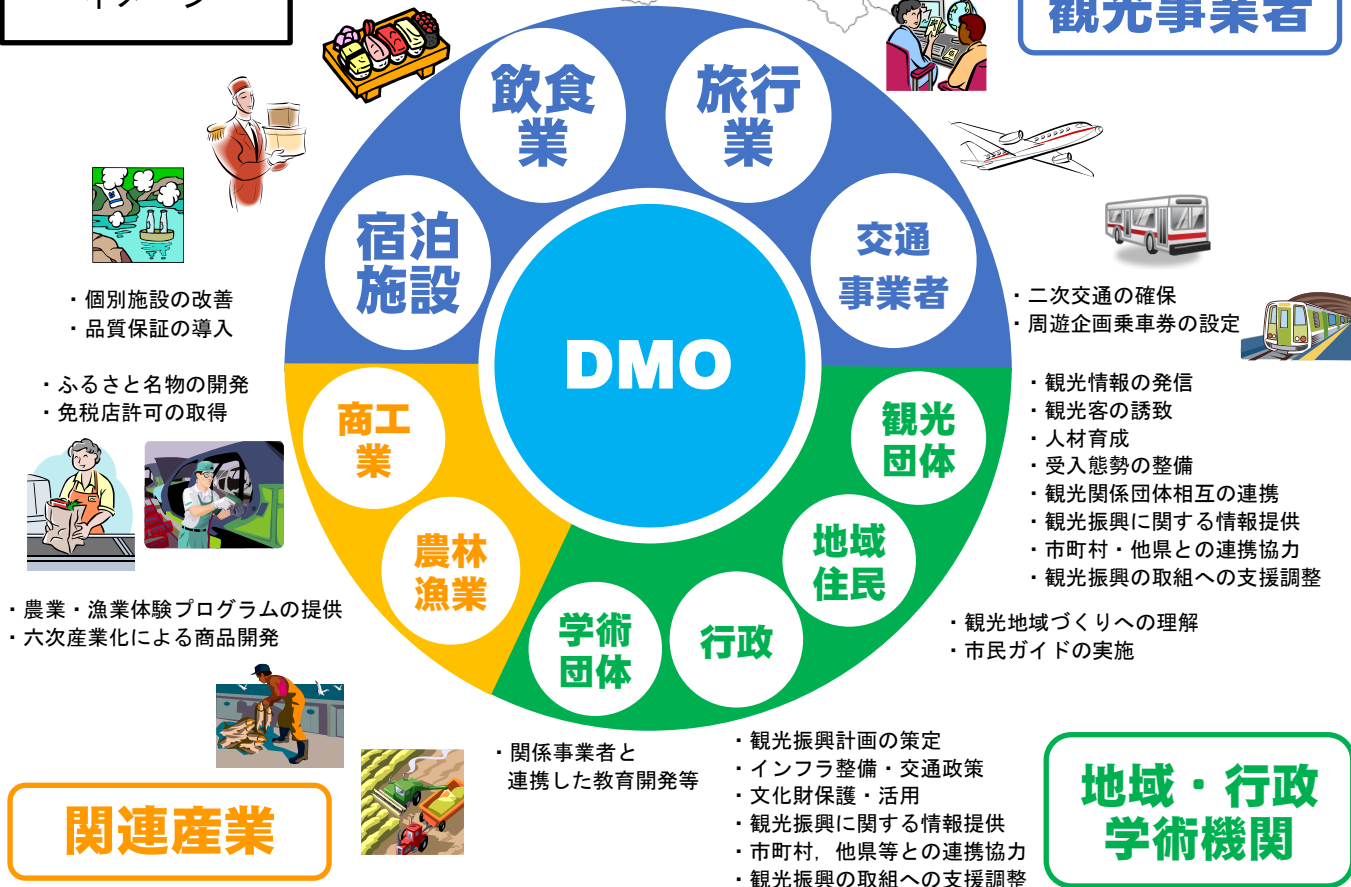 イメージ
観光事業者
飲食
業
旅行
業
宿泊
施設
交通
事業者
・個別施設の改善
・品質保証の導入
・二次交通の確保
・周遊企画乗車券の設定
DMO
・ふるさと名物の開発
・免税店許可の取得
商工
業
観光
団体
・観光情報の発信
・観光客の誘致
・人材育成
・受入態勢の整備
・観光関係団体相互の連携
・観光振興に関する情報提供
・市町村・他県との連携協力
・観光振興の取組への支援調整
農林
漁業
地域
住民
・農業・漁業体験プログラムの提供
・六次産業化による商品開発
学術
団体
行政
・観光地域づくりへの理解
・市民ガイドの実施
・関係事業者と
連携した教育開発等
・観光振興計画の策定
・インフラ整備・交通政策
・文化財保護・活用
・観光振興に関する情報提供
・市町村，他県等との連携協力
・観光振興の取組への支援調整
関連産業
地域・行政
学術機関